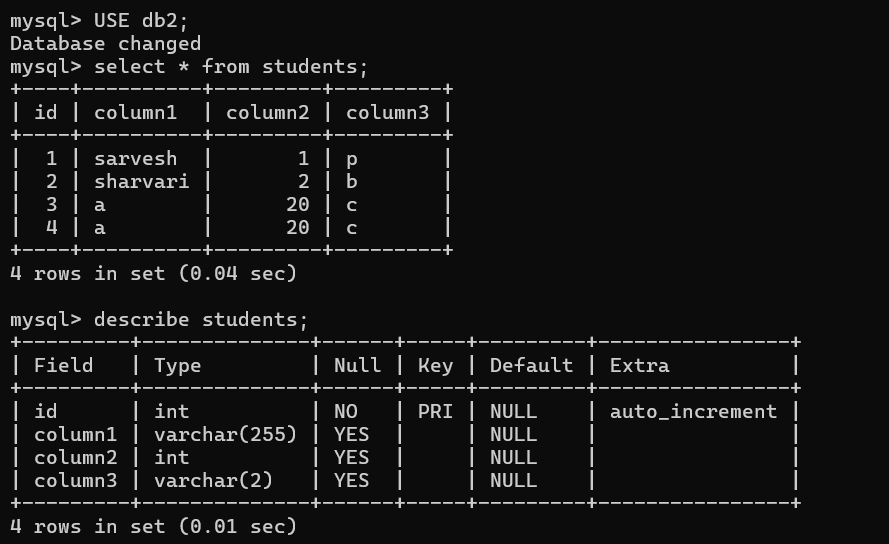 mysql> USE db2;
Database changed
mysql> select * from students;
+----+----------+---------+---------+
| id | column1  | column2 | column3 |
+----+----------+---------+---------+
|  1 | sarvesh  |       1 | p       |
|  2 | sharvari |       2 | b       |
|  3 | a        |      20 | c       |
|  4 | a        |      20 | c       |
+----+----------+---------+---------+
4 rows in set (0.04 sec)

mysql> describe students;
+---------+--------------+------+-----+---------+----------------+
| Field   | Type         | Null | Key | Default | Extra          |
+---------+--------------+------+-----+---------+----------------+
| id      | int          | NO   | PRI | NULL    | auto_increment |
| column1 | varchar(255) | YES  |     | NULL    |                |
| column2 | int          | YES  |     | NULL    |                |
| column3 | varchar(2)   | YES  |     | NULL    |                |
+---------+--------------+------+-----+---------+----------------+
4 rows in set (0.01 sec)